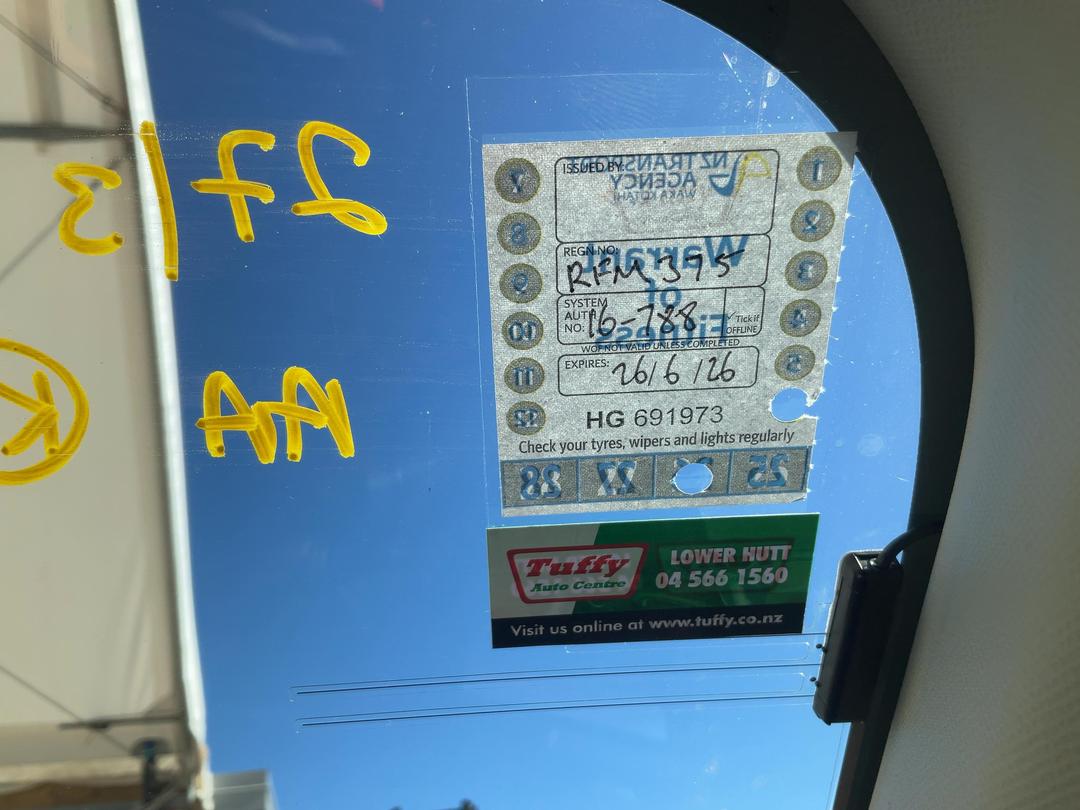 27/3
AA
K
NZ TRANSPORT
AGENCY
WAKA KOTAHI
Warrant
of
Fitness
1
2
3
4
5
7
8
9
10
11
12
ISSUED BY:
REGN NO:
RFM 375
SYSTEM
AUTH
NO: 16-788
Tick if
OFFLINE
WOF NOT VALID UNLESS COMPLETED
EXPIRES: 26/6/26
HG 691973
Check your tyres, wipers and lights regularly
25 27 28
Tuffy
Auto Centre
LOWER HUTT
04 566 1560
Visit us online at www.tuffy.co.nz